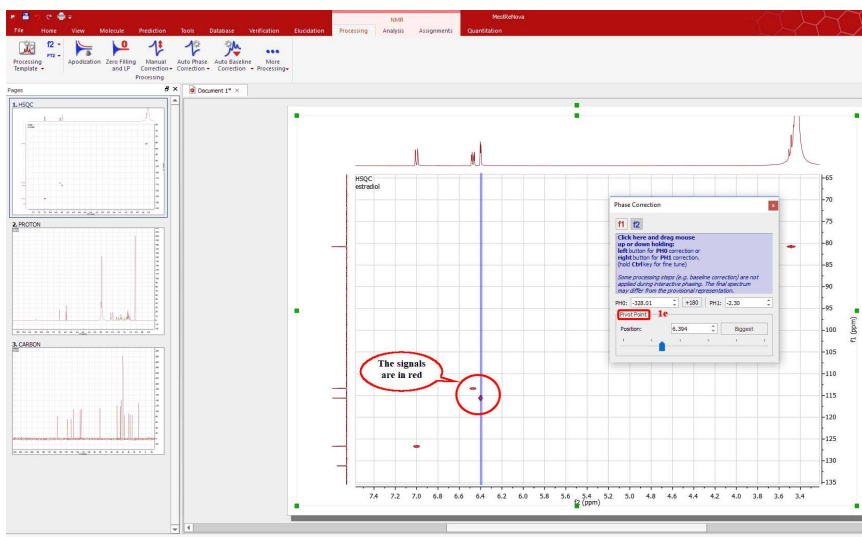 MestReNova
NMR
File Home View Molecule Prediction Tools Database Verification Elucidation Processing Analysis Assignments Quantitation
f2
FT2
Processing Template
Apodization
Zero Filling and LP
Manual Correction
Auto Phase Correction
Auto Baseline Correction
More Processing
Processing
Pages
Document 1*
1. HSQC
2. PROTON
3. CARBON
HSQC
estradiol
The signals
are in red
Phase Correction
f1 f2
Click here and drag mouse
up or down holding:
left button for PH0 correction or
right button for PH1 correction.
(hold Ctrl key for fine tune)
Some processing steps (e.g. baseline correction) are not
applied during interactive phasing. The final spectrum
may differ from the provisional representation.
PH0: -328.01 +180 PH1: -2.30
Pivot Point 1e
Position: 6.394 Biggest
65
70
75
80
85
90
95
100
105
110
115
120
125
130
135
f1 (ppm)
7.4 7.2 7.0 6.8 6.6 6.4 6.2 6.0 5.8 5.6 5.4 5.2 5.0 4.8 4.6 4.4 4.2 4.0 3.8 3.6 3.4
f2 (ppm)